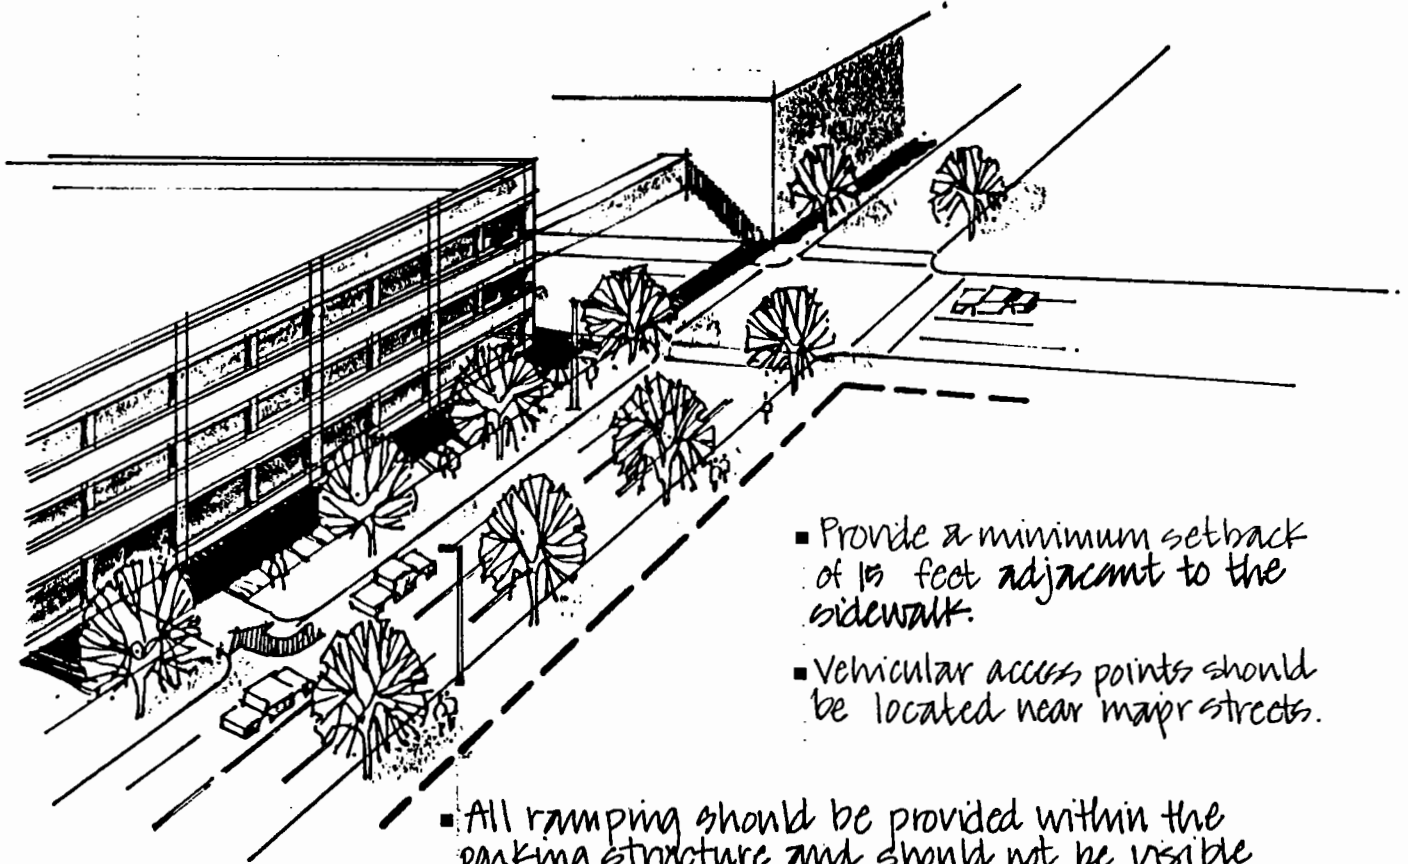 ▪ Provide a minimum setback
of 15 feet adjacant to the
sidewalk.
▪ Vehicular access points should
be located near major streets.
▪ All ramping should be provided within the
parking structure and should not be visible